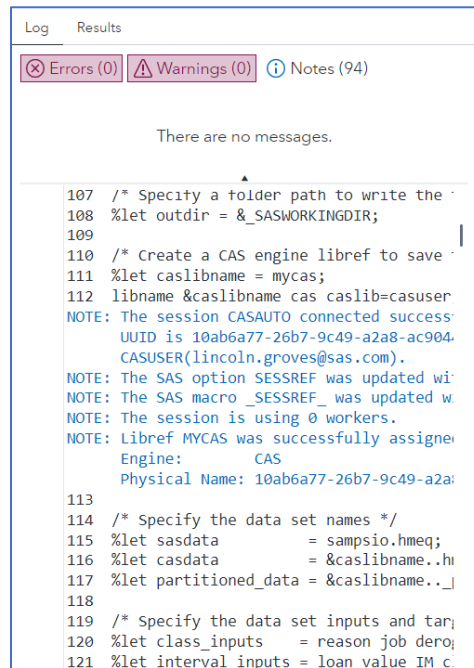 Log Results
Errors (0) Warnings (0) Notes (94)
There are no messages.
107 /* Specify a folder path to write the
108 %let outdir = &_SASWORKINGDIR;
109
110 /* Create a CAS engine libref to save
111 %let caslibname = mycas;
112 libname &caslibname cas caslib=casuser
NOTE: The session CASAUTO connected success
UUID is 10ab6a77-26b7-9c49-a2a8-ac904
CASUSER(lincoln.groves@sas.com).
NOTE: The SAS option SESSREF was updated wi
NOTE: The SAS macro _SESSREF_ was updated w
NOTE: The session is using 0 workers.
NOTE: Libref MYCAS was successfully assigne
Engine: CAS
Physical Name: 10ab6a77-26b7-9c49-a2a
113
114 /* Specify the data set names */
115 %let sasdata = sampsio.hmeq;
116 %let casdata = &caslibname..h
117 %let partitioned_data = &caslibname.._
118
119 /* Specify the data set inputs and tar
120 %let class_inputs = reason job derog
121 %let interval_inputs = loan value IM c